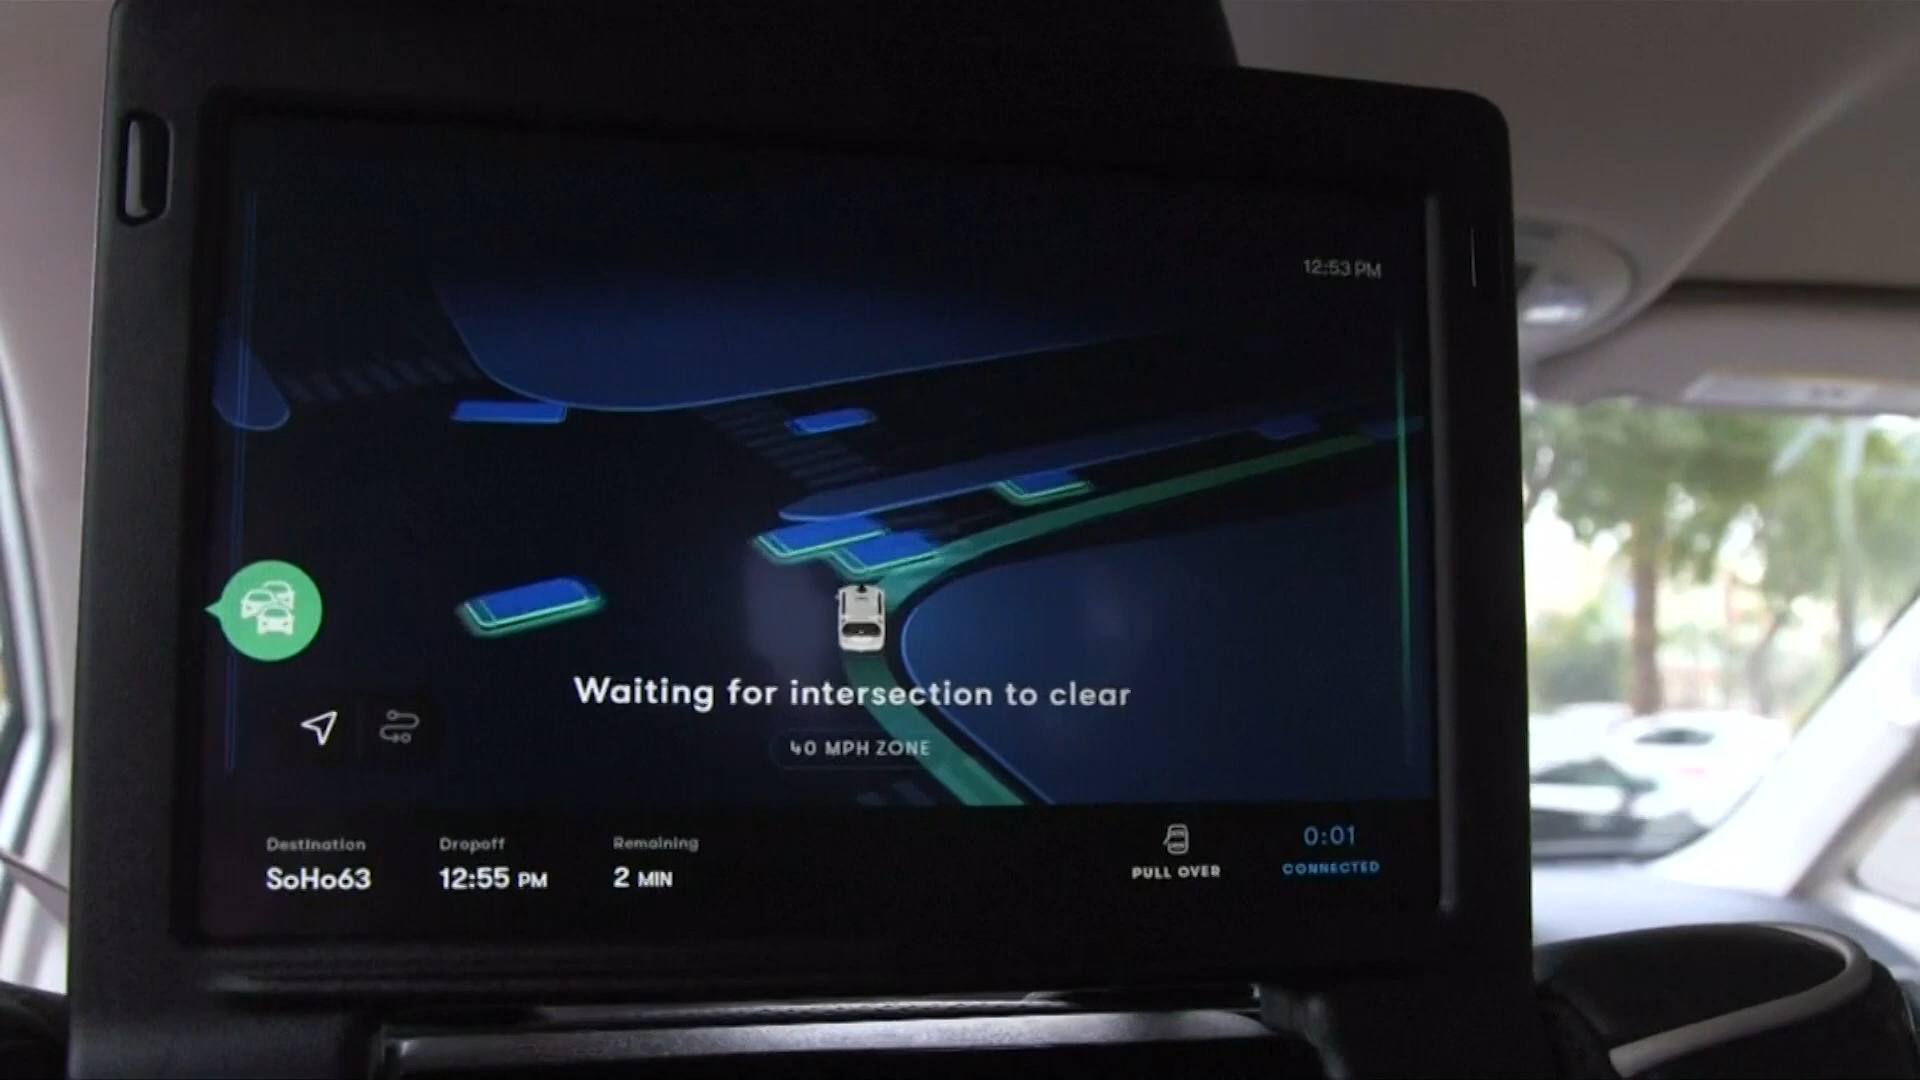 12:53 PM
Waiting for intersection to clear
40 MPH ZONE
Destination
SoHo63
Dropoff
12:55 PM
Remaining
2 MIN
PULL OVER
0:01
CONNECTED